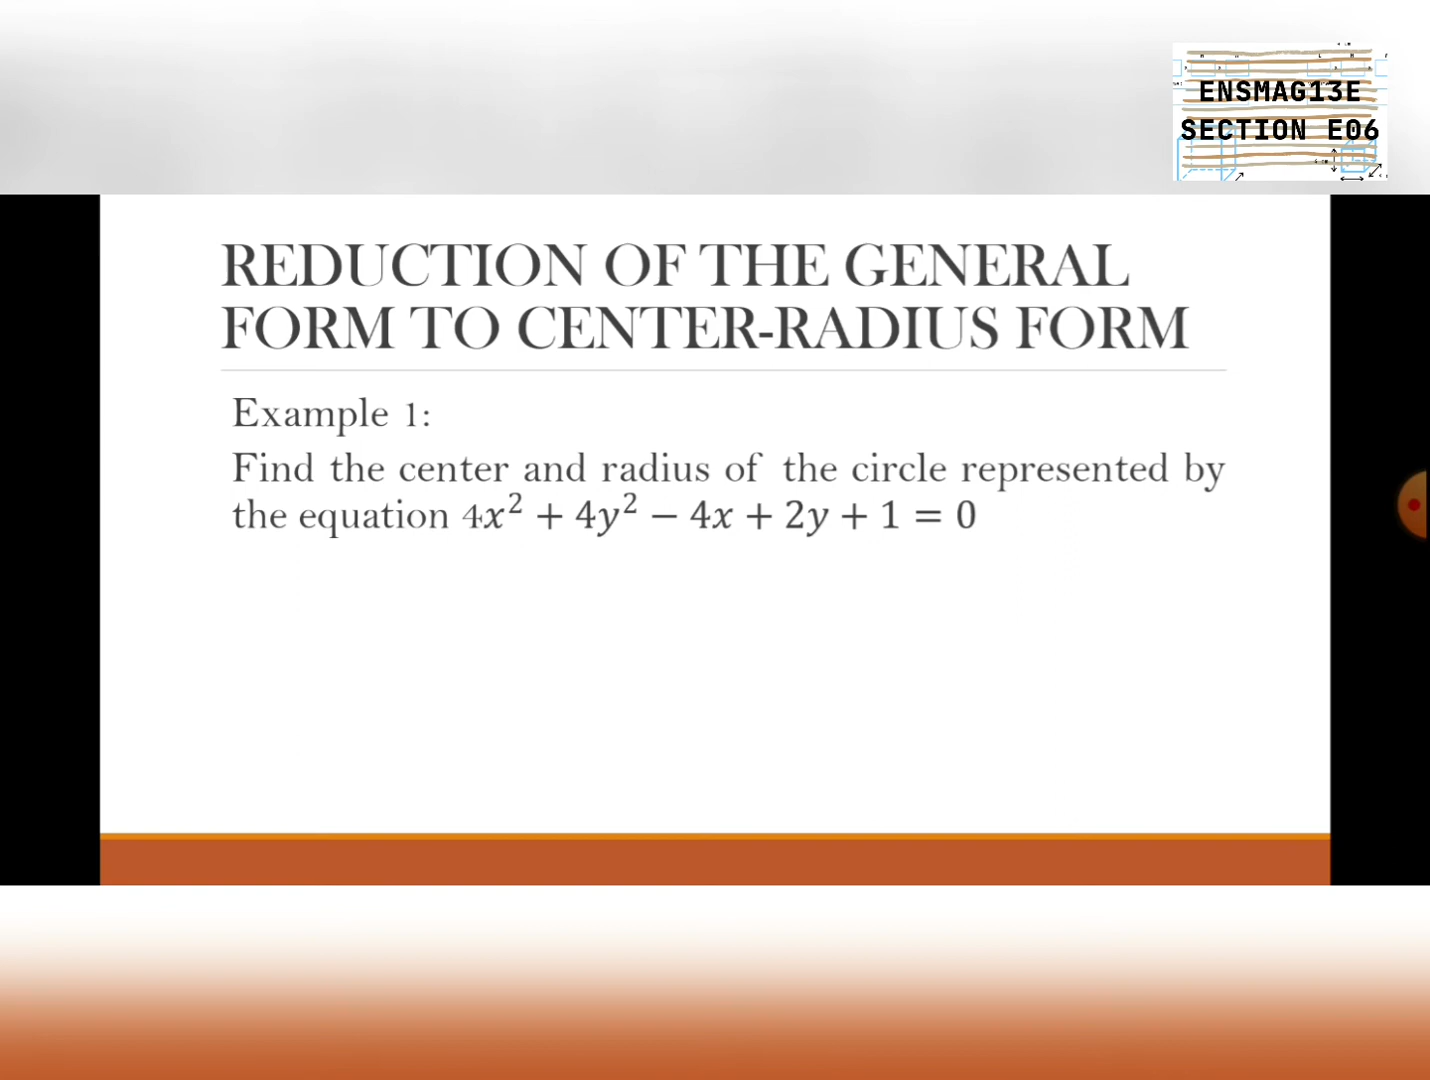 ENSMAG13E
SECTION E06
REDUCTION OF THE GENERAL
FORM TO CENTER-RADIUS FORM
Example 1:
Find the center and radius of the circle represented by
the equation 4x² + 4y² − 4x + 2y + 1 = 0